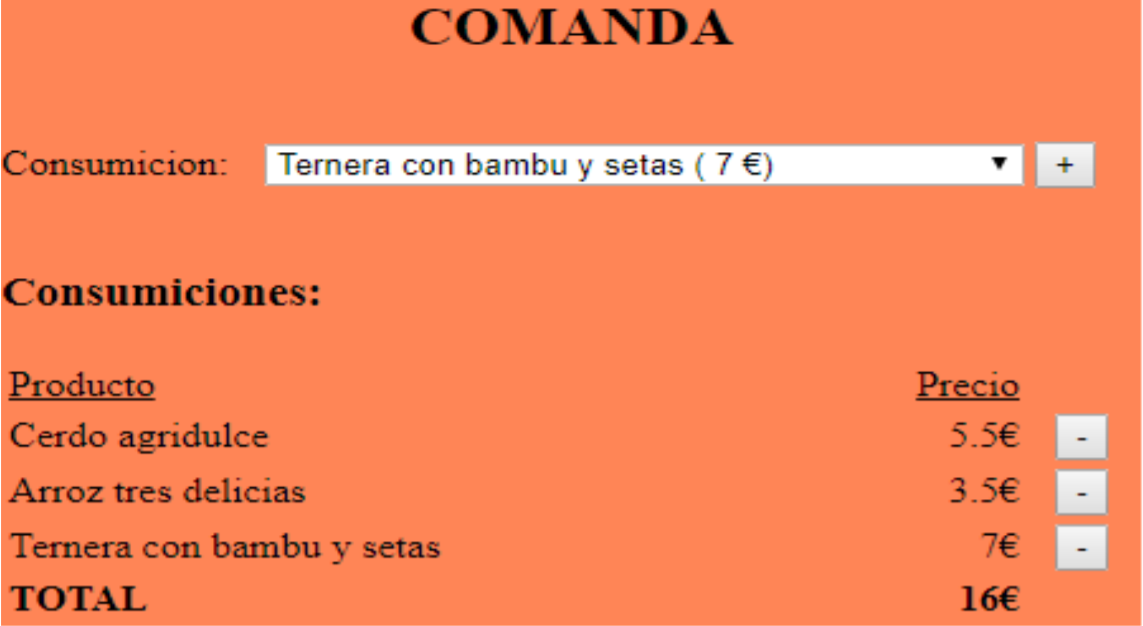 COMANDA
Consumicion: Ternera con bambu y setas ( 7 €) +
Consumiciones:
Producto Precio
Cerdo agridulce 5.5€ -
Arroz tres delicias 3.5€ -
Ternera con bambu y setas 7€ -
TOTAL 16€